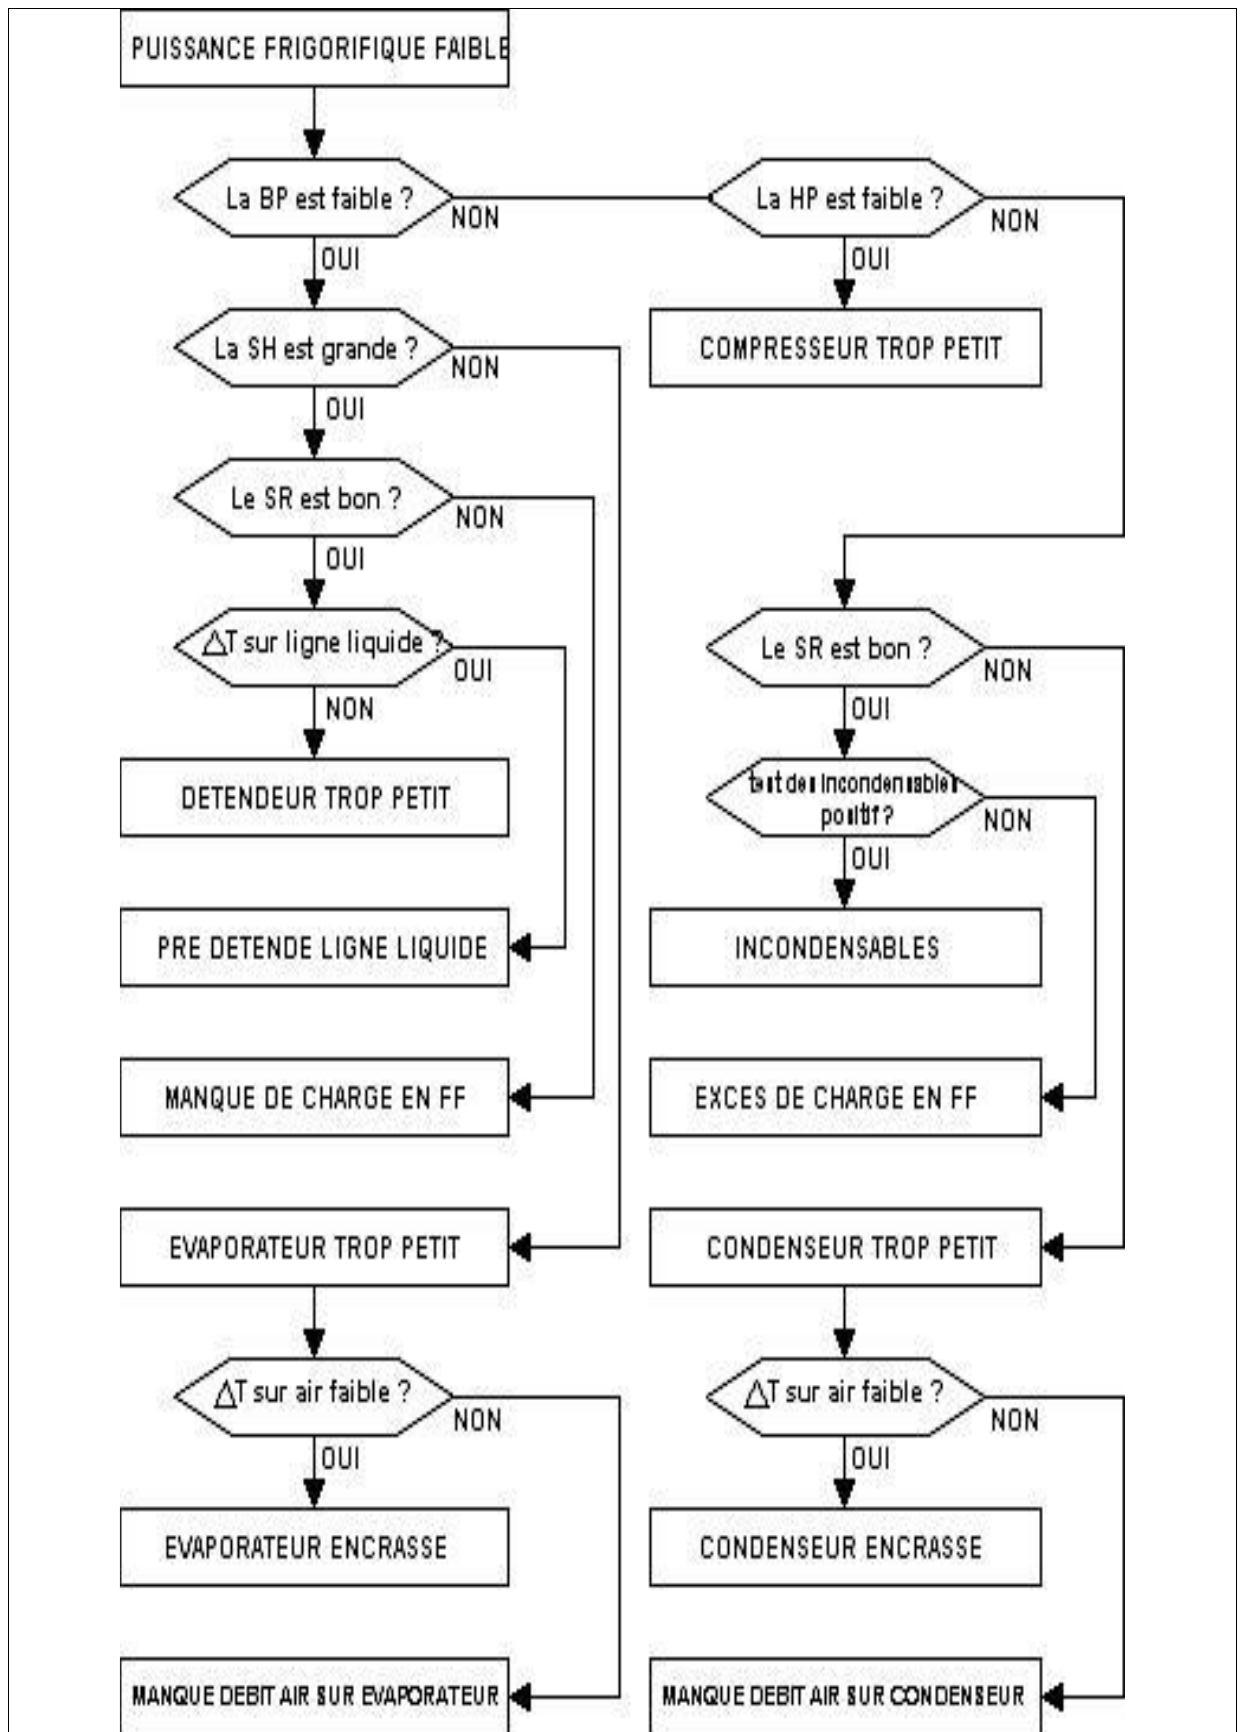 PUISSANCE FRIGORIFIQUE FAIBLE
La BP est faible ?
NON
La HP est faible ?
NON
OUI
OUI
La SH est grande ?
NON
COMPRESSEUR TROP PETIT
OUI
Le SR est bon ?
NON
OUI
△T sur ligne liquide ?
OUI
Le SR est bon ?
NON
NON
OUI
DETENDEUR TROP PETIT
test des incondensables
positif ?
NON
OUI
PRE DETENDE LIGNE LIQUIDE
INCONDENSABLES
MANQUE DE CHARGE EN FF
EXCES DE CHARGE EN FF
EVAPORATEUR TROP PETIT
CONDENSEUR TROP PETIT
△T sur air faible ?
NON
△T sur air faible ?
NON
OUI
OUI
EVAPORATEUR ENCRASSE
CONDENSEUR ENCRASSE
MANQUE DEBIT AIR SUR EVAPORATEUR
MANQUE DEBIT AIR SUR CONDENSEUR